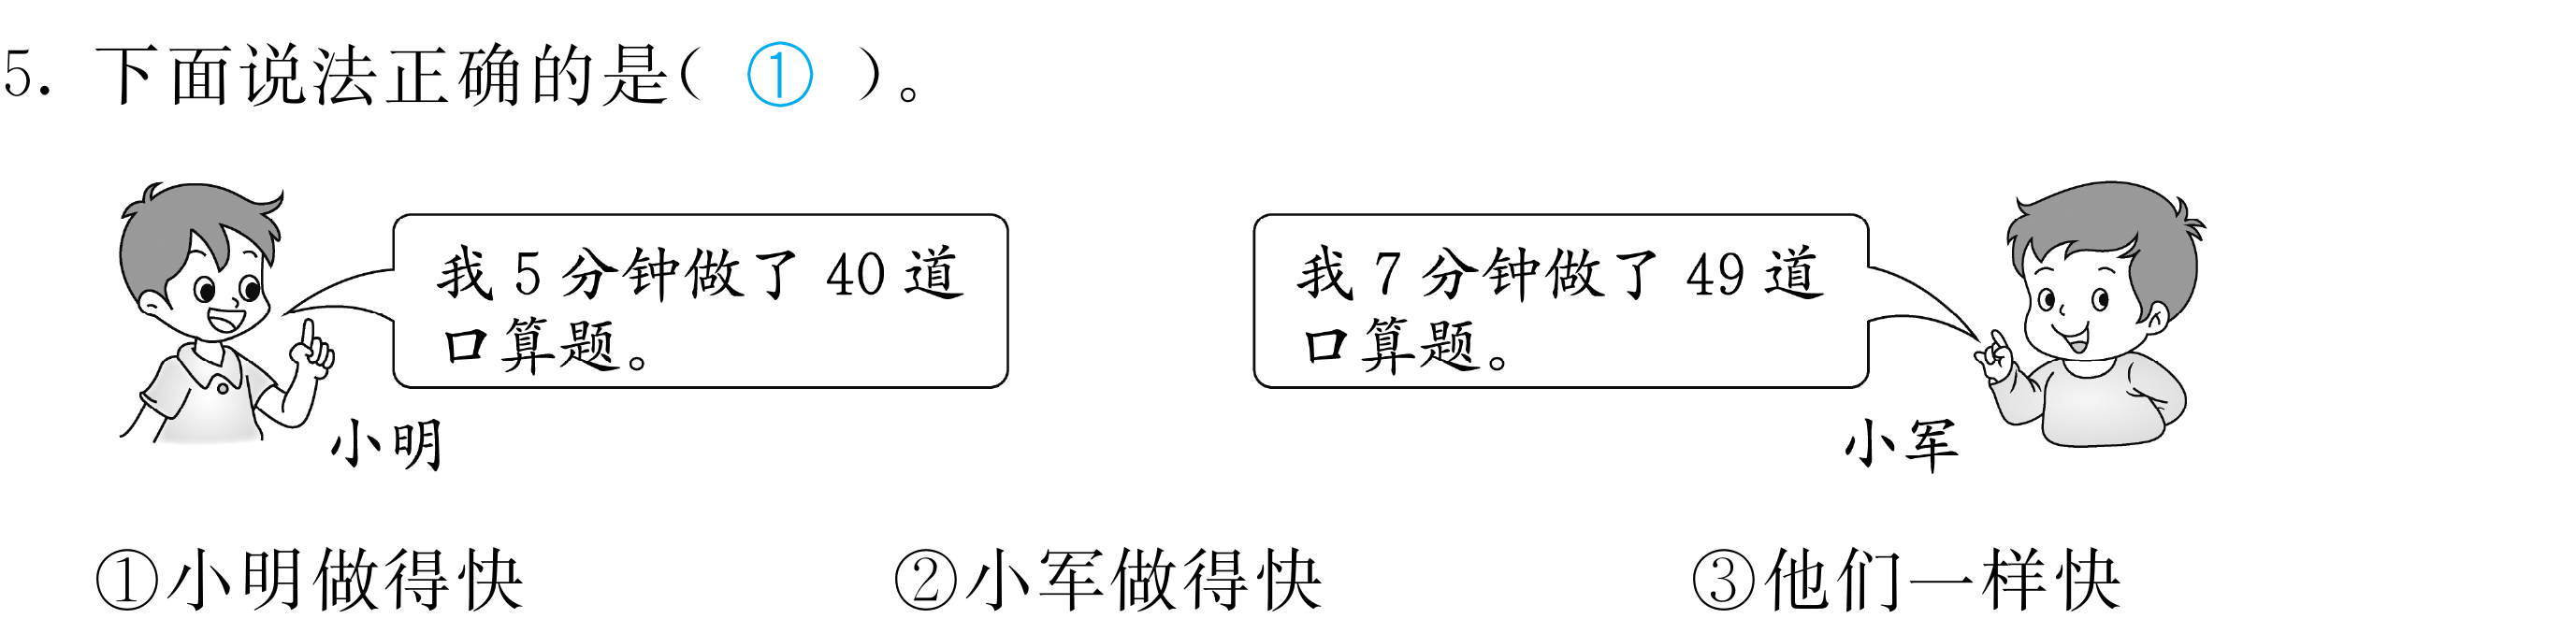 5. 下面说法正确的是( ① )。
我 5 分钟做了 40 道
口算题。
小明
我 7 分钟做了 49 道
口算题。
小军
①小明做得快 ②小军做得快 ③他们一样快